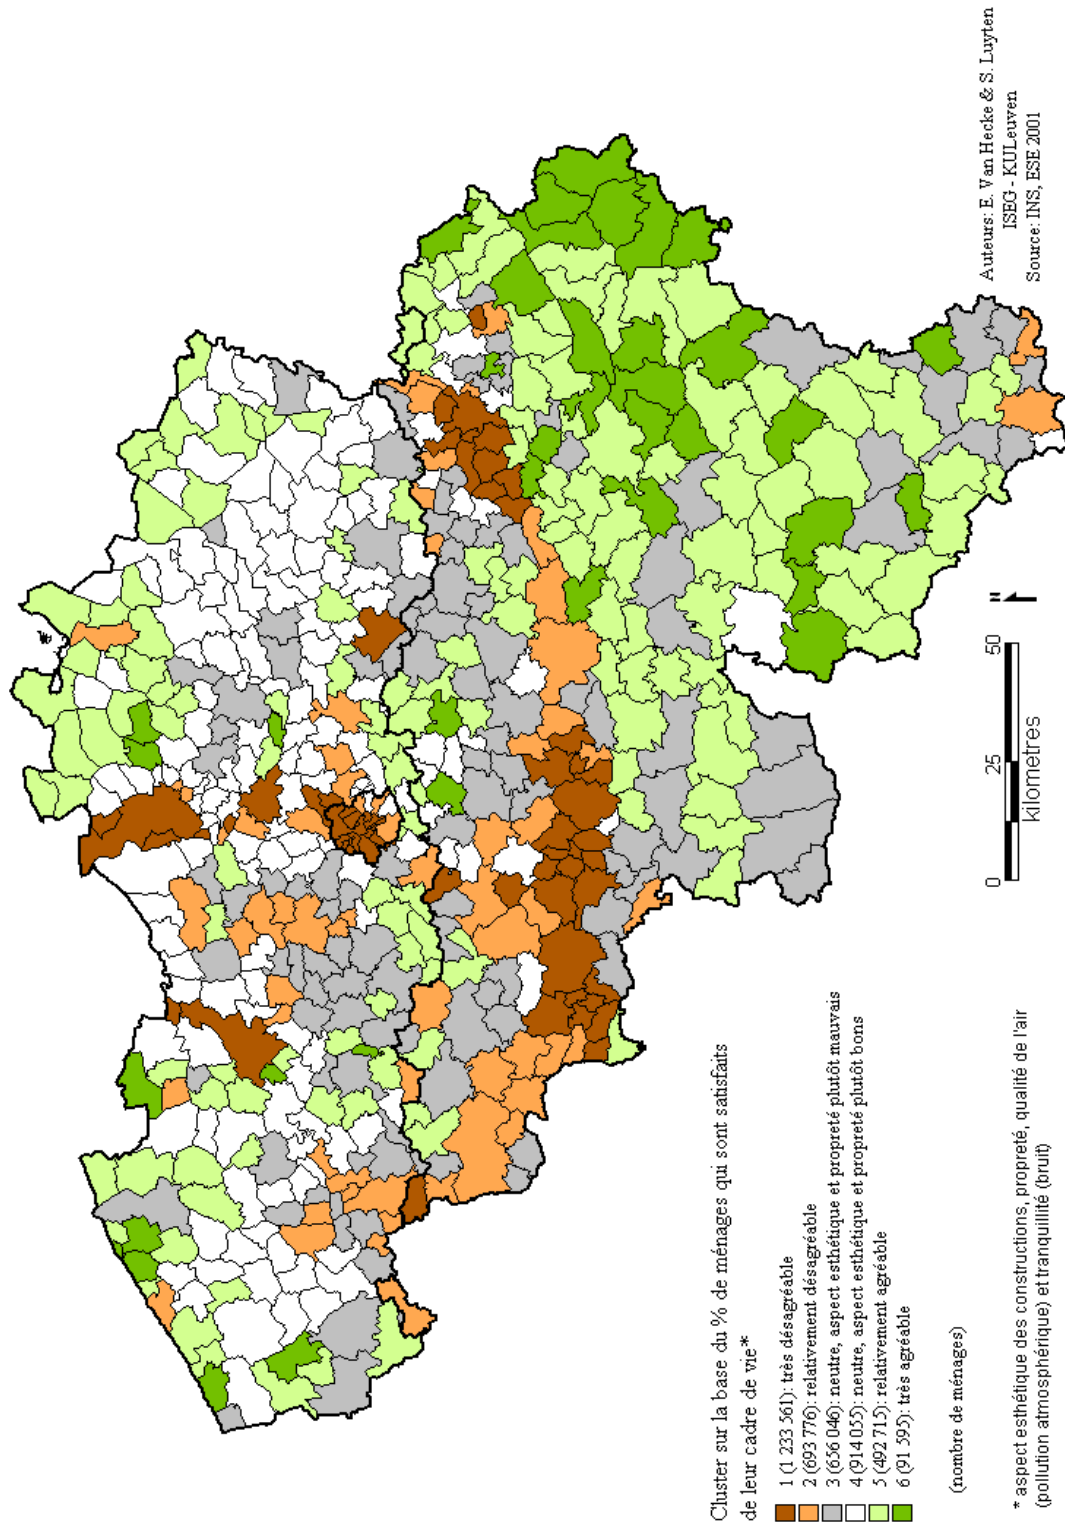 Auteurs: E. Van Hecke & S. Luyten
ISEG - KULeuven
Source: INS, ESE 2001
N
0 25 50
kilometres
Cluster sur la base du % de ménages qui sont satisfaits
de leur cadre de vie*
1 (1 233 561): très désagréable
2 (693 776): relativement désagréable
3 (656 046): neutre, aspect esthétique et propreté plutôt mauvais
4 (914 055): neutre, aspect esthétique et propreté plutôt bons
5 (492 715): relativement agréable
6 (91 595): très agréable
(nombre de ménages)
* aspect esthétique des constructions, propreté, qualité de l'air
(pollution atmosphérique) et tranquillité (bruit)